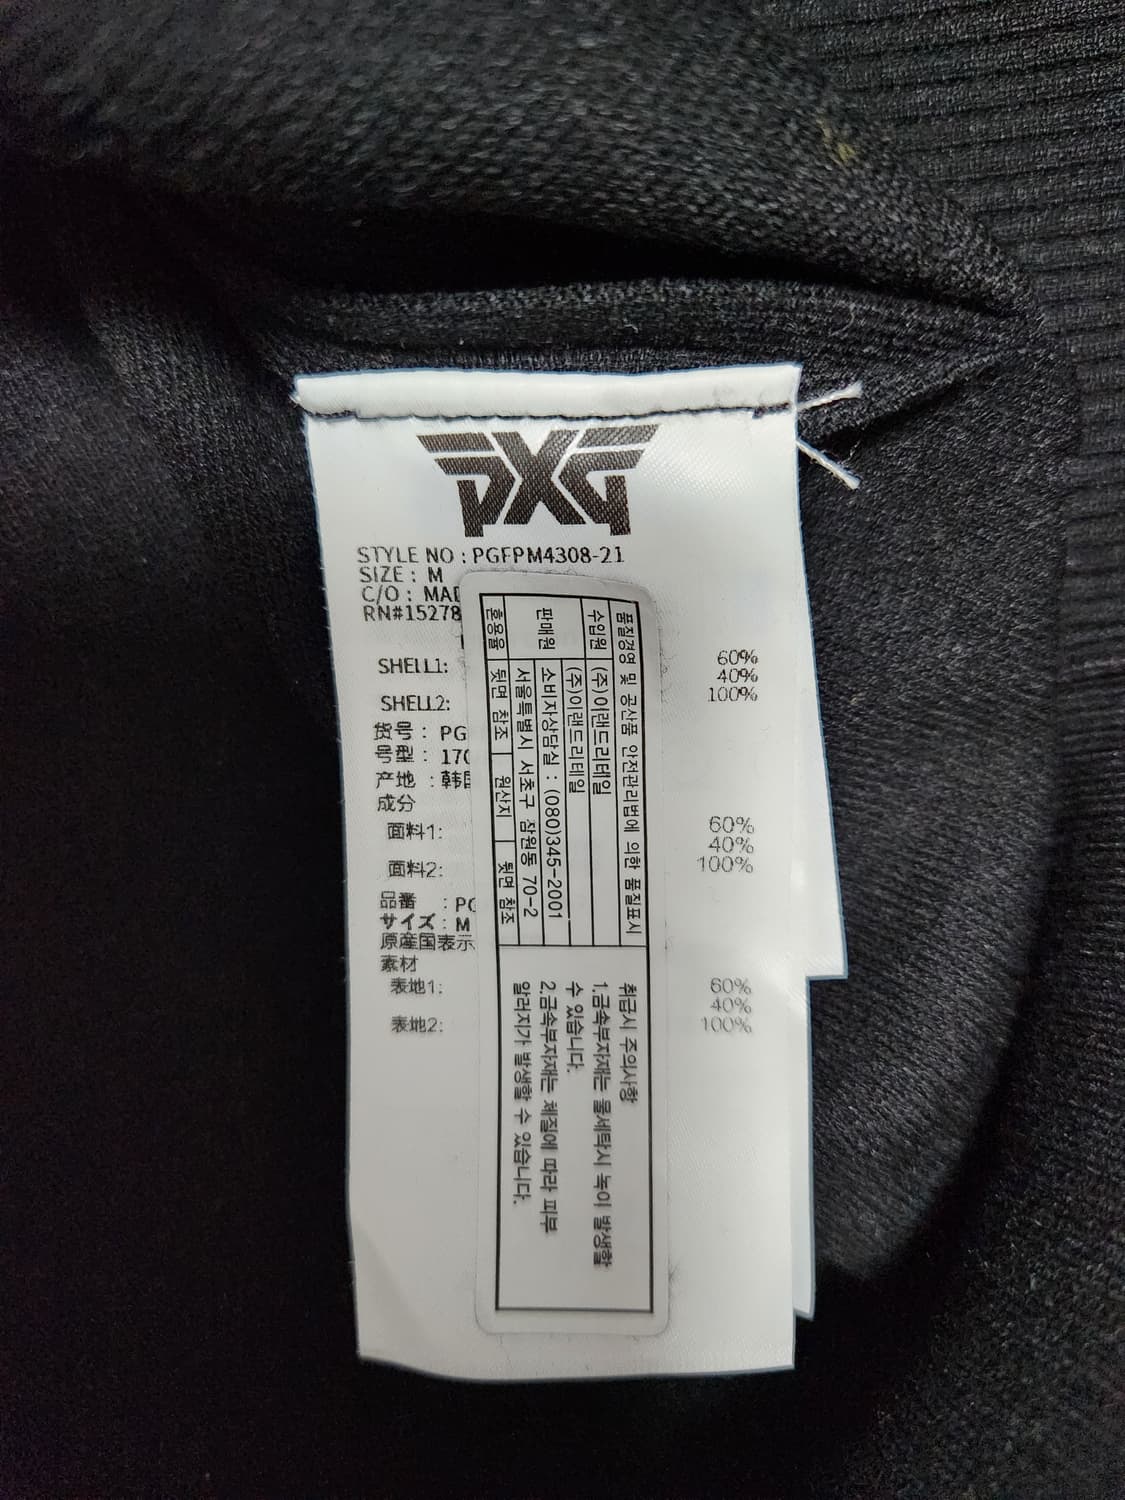 PXG
STYLE NO : PGFPM4308-21
SIZE : M
C/O : MAD
RN#15278
SHELL1: 60%
40%
SHELL2: 100%
货号 : PG
号型 : 170
产地 : 韩国
成分
面料1: 60%
40%
面料2: 100%
品番 : PG
サイズ : M
原産国表示
素材
表地1: 60%
40%
表地2: 100%
품질경영 및 공산품 안전관리법에 의한 품질표시
수입원 (주)이랜드리테일
판매원 (주)이랜드리테일
소비자상담실 : (080)345-2001
서울특별시 서초구 잠원동 70-2
혼용율 뒷면 참조 원산지 뒷면 참조
취급시 주의사항
1.금속부자재는 물세탁시 녹이 발생할
수 있습니다.
2.금속부자재는 체질에 따라 피부
알러지가 발생할 수 있습니다.